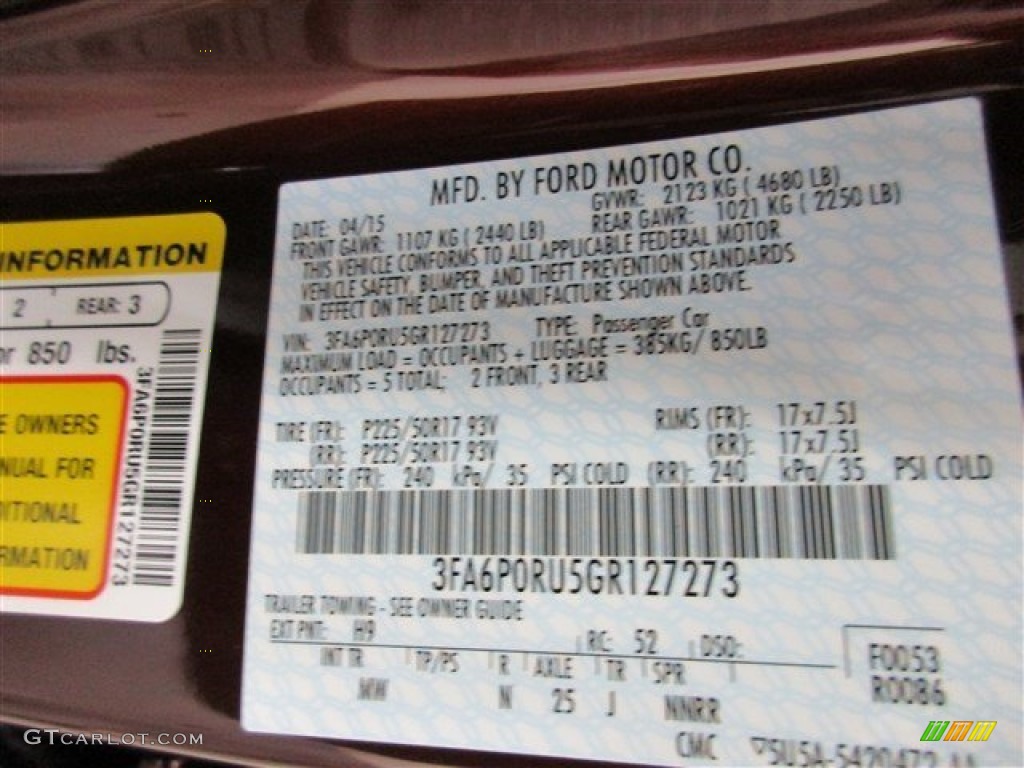 MFD. BY FORD MOTOR CO.
DATE: 04/15 GVWR: 2123 KG ( 4680 LB)
FRONT GAWR: 1107 KG ( 2440 LB) REAR GAWR: 1021 KG ( 2250 LB)
THIS VEHICLE CONFORMS TO ALL APPLICABLE FEDERAL MOTOR
VEHICLE SAFETY, BUMPER, AND THEFT PREVENTION STANDARDS
IN EFFECT ON THE DATE OF MANUFACTURE SHOWN ABOVE.
VIN: 3FA6P0RU5GR127273 TYPE: Passenger Car
MAXIMUM LOAD = OCCUPANTS + LUGGAGE = 385KG/ 850LB
OCCUPANTS = 5 TOTAL; 2 FRONT, 3 REAR
TIRE (FR): P225/50R17 93V RIMS (FR): 17x7.5J
(RR): P225/50R17 93V (RR): 17x7.5J
PRESSURE (FR): 240 kPa/ 35 PSI COLD (RR): 240 kPa/ 35 PSI COLD
3FA6P0RU5GR127273
TRAILER TOWING - SEE OWNER GUIDE
EXT PNT: H9 RC: 52 DSO:
INT TR TP/PS R AXLE TR SPR
MW N 25 J NNRR
F0053
R0086
CMC 5U5A-5420472
INFORMATION
2 REAR: 3
or 850 lbs.
3FA6P0RU5GR127273
E OWNERS
NUAL FOR
DITIONAL
RMATION
GTCARLOT.COM